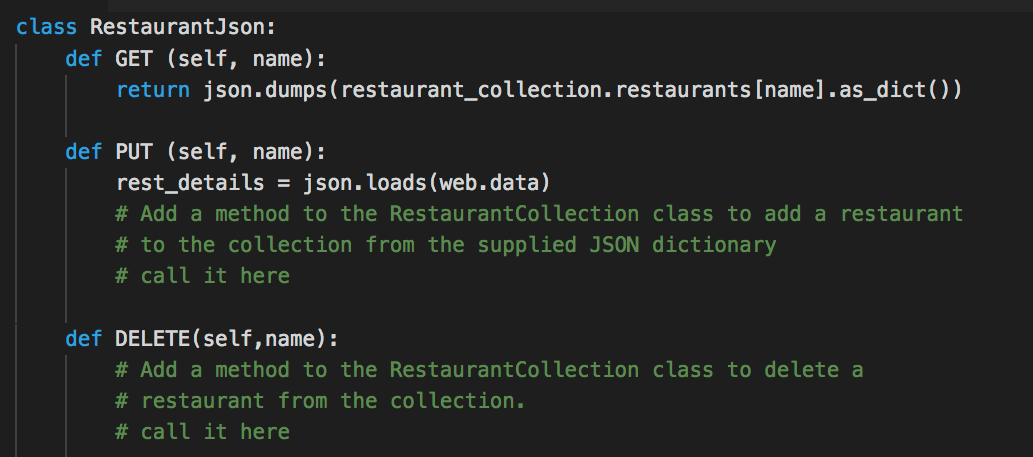 class RestaurantJson:
    def GET (self, name):
        return json.dumps(restaurant_collection.restaurants[name].as_dict())

    def PUT (self, name):
        rest_details = json.loads(web.data)
        # Add a method to the RestaurantCollection class to add a restaurant
        # to the collection from the supplied JSON dictionary
        # call it here

    def DELETE(self,name):
        # Add a method to the RestaurantCollection class to delete a
        # restaurant from the collection.
        # call it here